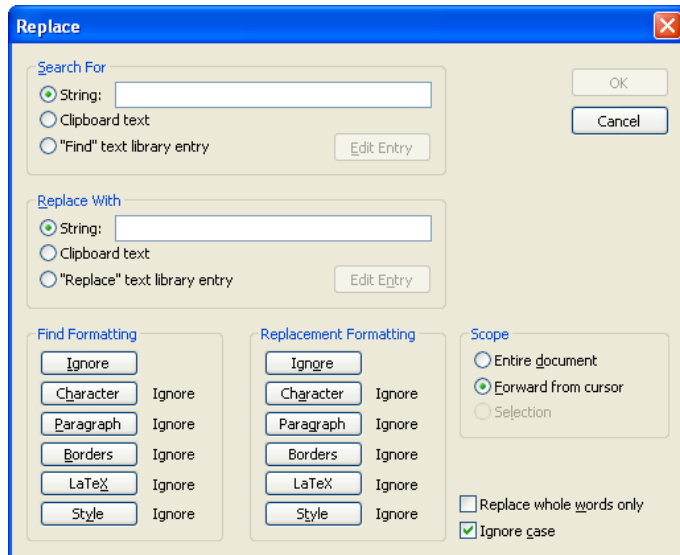 Replace
Search For
String:
Clipboard text
"Find" text library entry
Edit Entry
OK
Cancel
Replace With
String:
Clipboard text
"Replace" text library entry
Edit Entry
Find Formatting
Ignore
Character Ignore
Paragraph Ignore
Borders Ignore
LaTeX Ignore
Style Ignore
Replacement Formatting
Ignore
Character Ignore
Paragraph Ignore
Borders Ignore
LaTeX Ignore
Style Ignore
Scope
Entire document
Forward from cursor
Selection
Replace whole words only
Ignore case